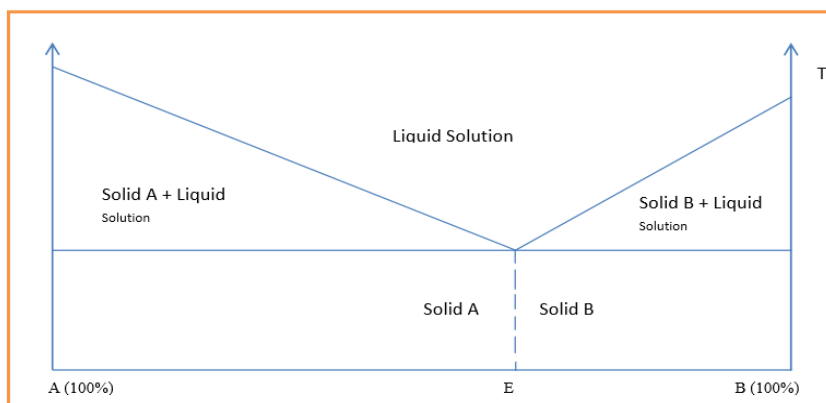 T
Liquid Solution
Solid A + Liquid
Solution
Solid B + Liquid
Solution
Solid A
Solid B
A (100%)
E
B (100%)